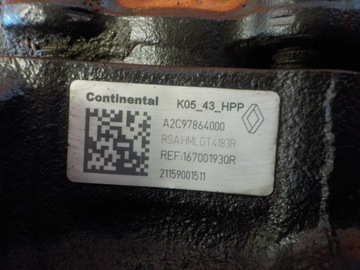 Continental K05_43_HPP
A2C97864000
RSAHMLGT4183R
REF:167001930R
21159001511